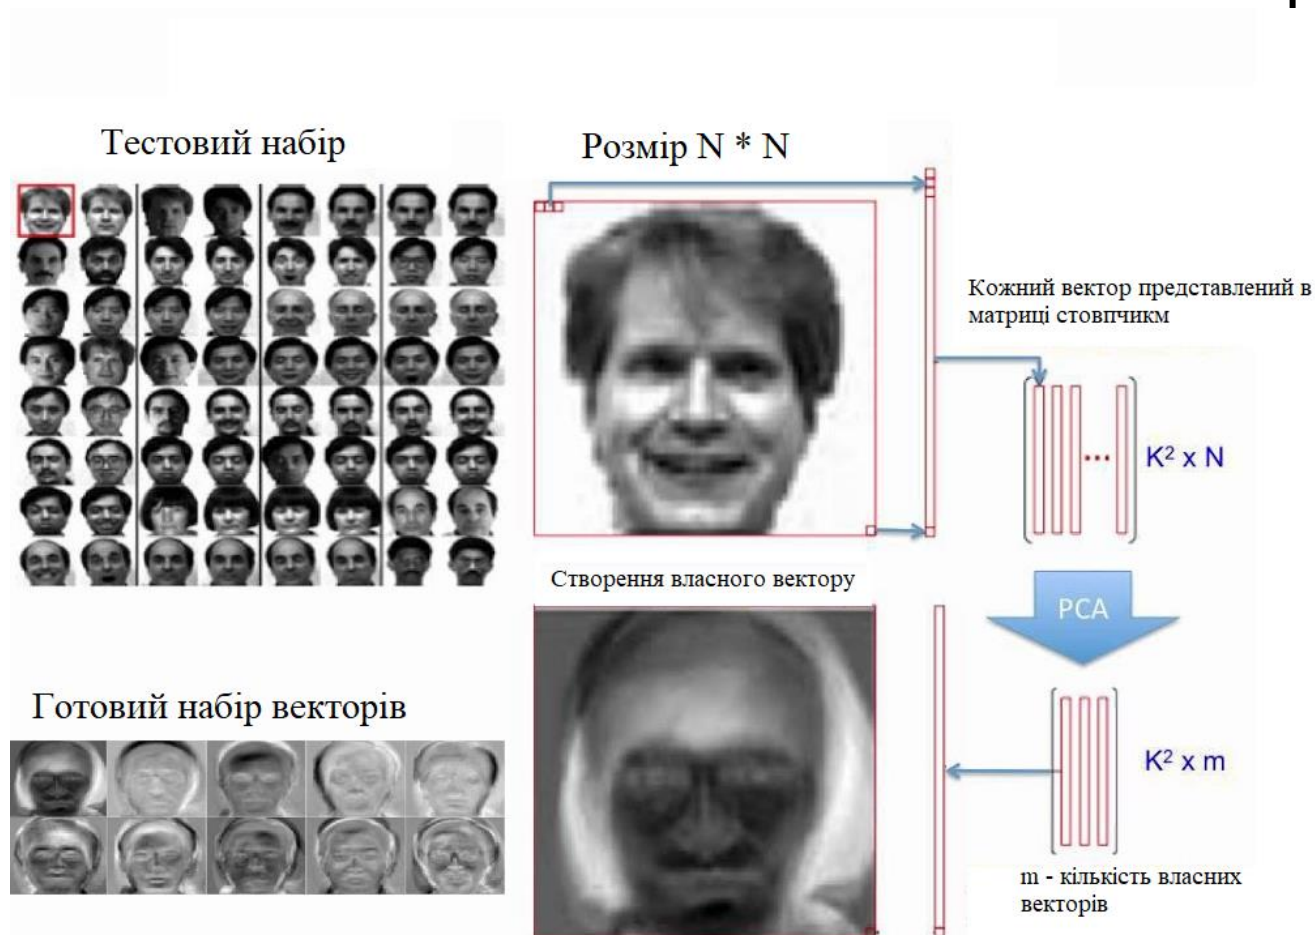 Тестовий набір
Розмір N * N
Кожний вектор представлений в
матриці стовпчикм
K² x N
Створення власного вектору
PCA
Готовий набір векторів
K² x m
m - кількість власних
векторів